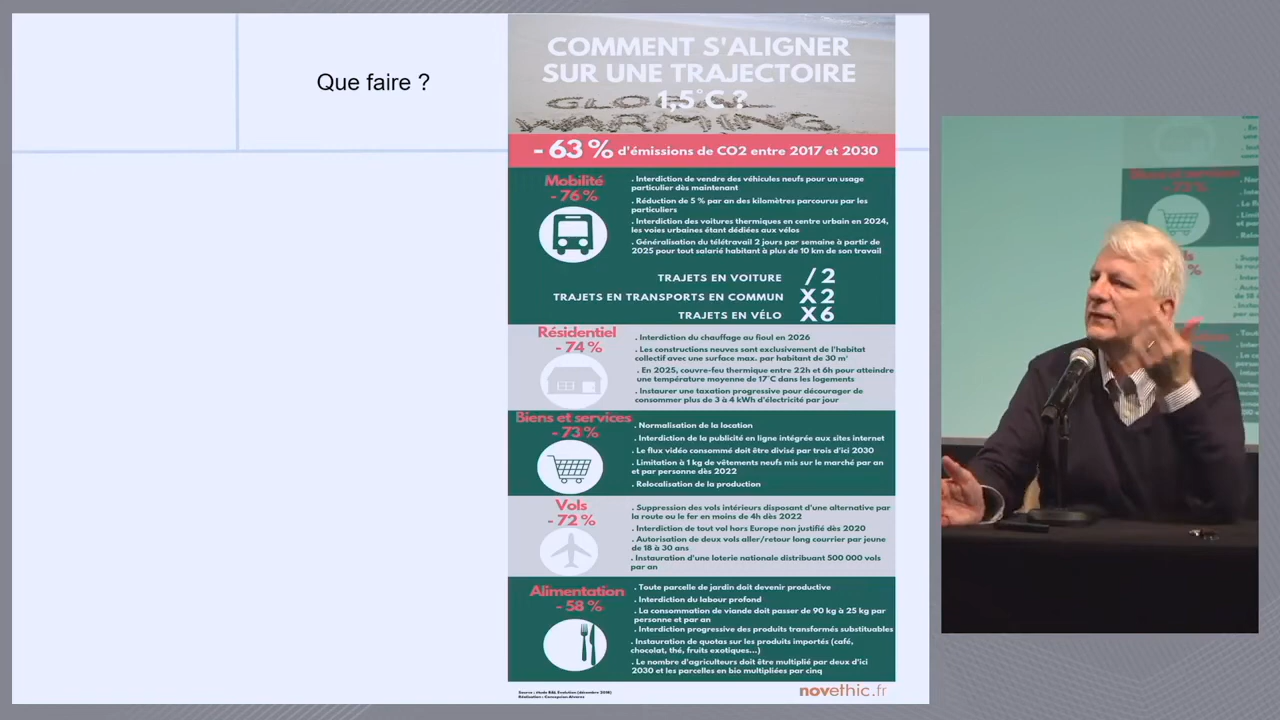 Que faire ?
COMMENT S'ALIGNER
SUR UNE TRAJECTOIRE
1,5°C ?
GLOBAL
WARMING
- 63 % d'émissions de CO2 entre 2017 et 2030
Mobilité
- 76 %
. Interdiction de vendre des véhicules neufs pour un usage
particulier dès maintenant
. Réduction de 5 % par an des kilomètres parcourus par les
particuliers
. Interdiction des voitures thermiques en centre urbain en 2024,
les voies urbaines étant dédiées aux vélos
. Généralisation du télétravail 2 jours par semaine à partir de
2025 pour tout salarié habitant à plus de 10 km de son travail
TRAJETS EN VOITURE / 2
TRAJETS EN TRANSPORTS EN COMMUN X 2
TRAJETS EN VÉLO X 6
Résidentiel
- 74 %
. Interdiction du chauffage au fioul en 2026
. Les constructions neuves sont exclusivement de l'habitat
collectif avec une surface max. par habitant de 30 m²
. En 2025, couvre-feu thermique entre 22h et 6h pour atteindre
une température moyenne de 17°C dans les logements
. Instaurer une taxation progressive pour décourager de
consommer plus de 3 à 4 kWh d'électricité par jour
Biens et services
- 73 %
. Normalisation de la location
. Interdiction de la publicité en ligne intégrée aux sites internet
. Le flux vidéo consommé doit être divisé par trois d'ici 2030
. Limitation à 1 kg de vêtements neufs mis sur le marché par an
et par personne dès 2022
. Relocalisation de la production
Vols
- 72 %
. Suppression des vols intérieurs disposant d'une alternative par
la route ou le fer en moins de 4h dès 2022
. Interdiction de tout vol hors Europe non justifié dès 2020
. Autorisation de deux vols aller/retour long courrier par jeune
de 18 à 30 ans
. Instauration d'une loterie nationale distribuant 500 000 vols
par an
Alimentation
- 58 %
. Toute parcelle de jardin doit devenir productive
. Interdiction du labour profond
. La consommation de viande doit passer de 90 kg à 25 kg par
personne et par an
. Interdiction progressive des produits transformés substituables
. Instauration de quotas sur les produits importés (café,
chocolat, thé, fruits exotiques...)
. Le nombre d'agriculteurs doit être multiplié par deux d'ici
2030 et les parcelles en bio multipliées par cinq
Source : étude B&L Evolution (décembre 2018)
Réalisation : Concepcion Alvarez
novethic.fr